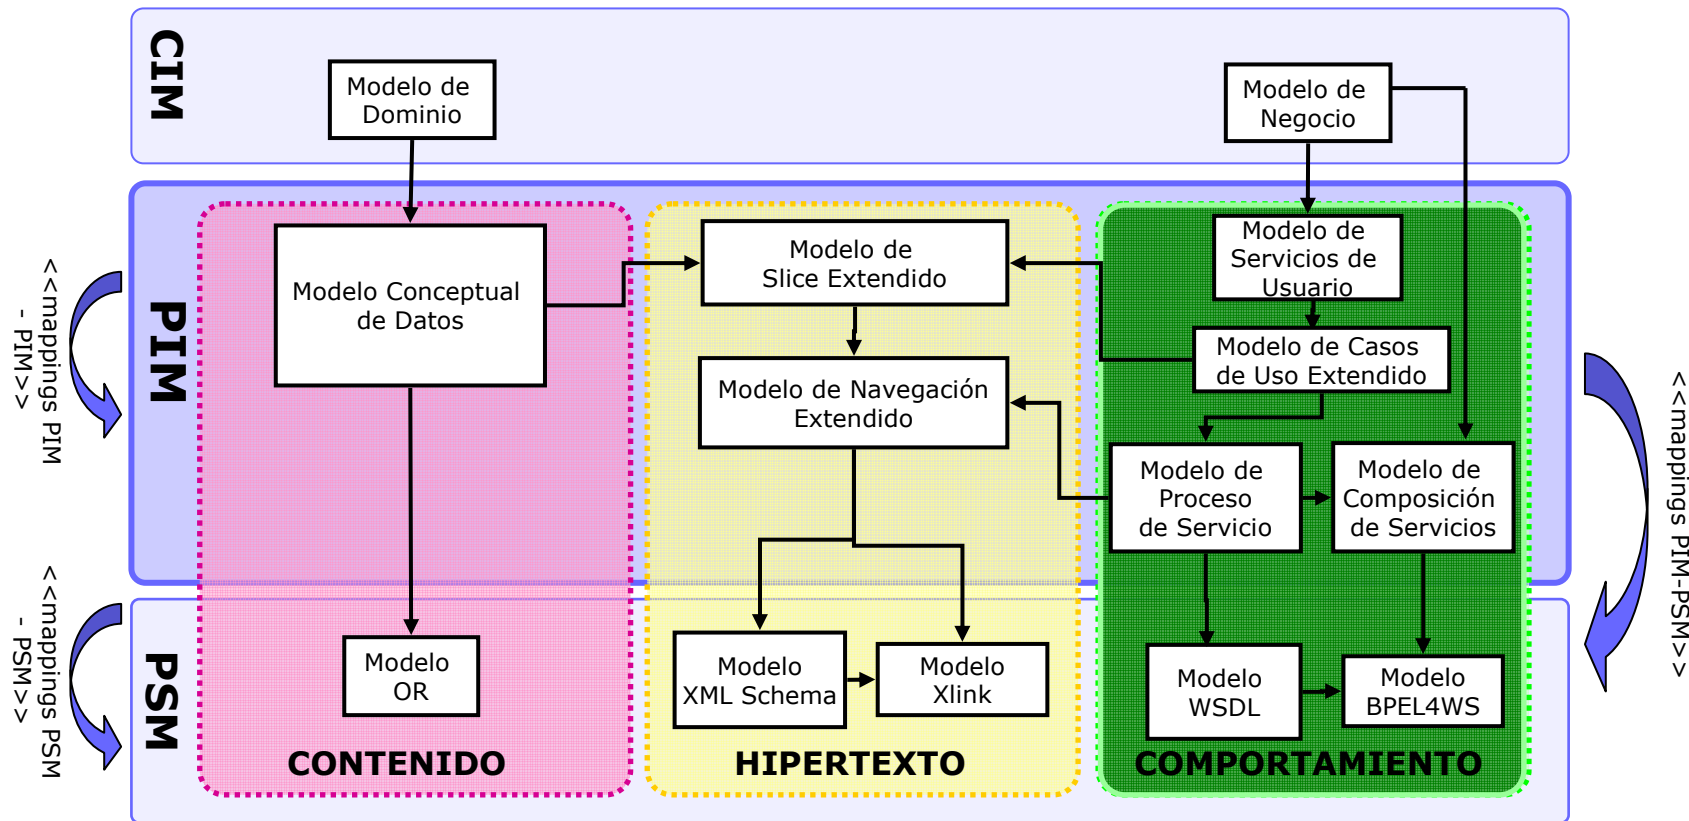 CIM
Modelo de
Dominio
Modelo de
Negocio
PIM
<<mappings PIM
- PIM>>
Modelo Conceptual
de Datos
Modelo de
Slice Extendido
Modelo de Navegación
Extendido
Modelo de
Servicios de
Usuario
Modelo de Casos
de Uso Extendido
Modelo de
Proceso
de Servicio
Modelo de
Composición
de Servicios
<<mappings PIM-PSM>>
PSM
<<mappings PSM
- PSM>>
Modelo
OR
Modelo
XML Schema
Modelo
Xlink
Modelo
WSDL
Modelo
BPEL4WS
CONTENIDO
HIPERTEXTO
COMPORTAMIENTO